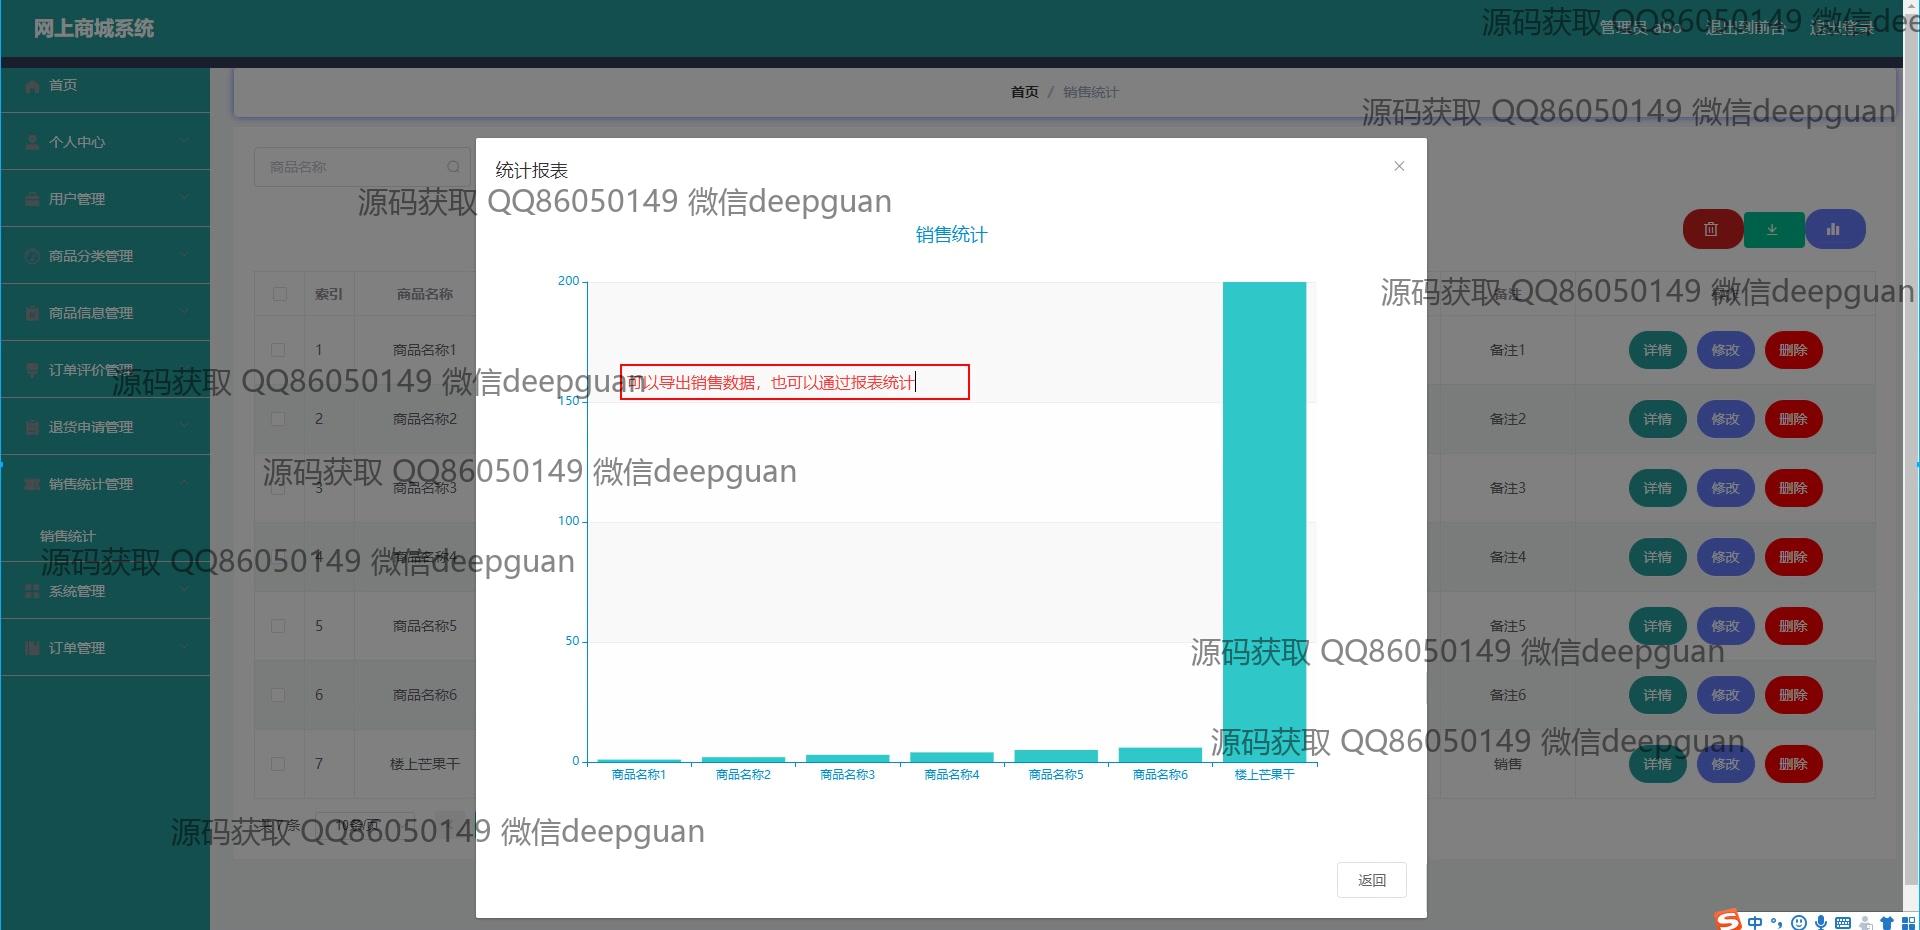 网上商城系统
管理员 abo 退出到前台 退出登录
源码获取 QQ86050149 微信dee
首页
首页 / 销售统计
源码获取 QQ86050149 微信deepguan
个人中心
商品名称
统计报表
用户管理
源码获取 QQ86050149 微信deepguan
销售统计
商品分类管理
索引 商品名称 备注 操作
源码获取 QQ86050149 微信deepguan
商品信息管理
1 商品名称1 备注1 详情 修改 删除
订单评价管理
源码获取 QQ86050149 微信deepguan
可以导出销售数据，也可以通过报表统计
2 商品名称2 备注2 详情 修改 删除
退货申请管理
源码获取 QQ86050149 微信deepguan
销售统计管理
3 商品名称3 备注3 详情 修改 删除
销售统计
源码获取 QQ86050149 微信deepguan
4 商品名称4 备注4 详情 修改 删除
系统管理
5 商品名称5 备注5 详情 修改 删除
订单管理
源码获取 QQ86050149 微信deepguan
6 商品名称6 备注6 详情 修改 删除
源码获取 QQ86050149 微信deepguan
7 楼上芒果干 销售 详情 修改 删除
200
150
100
50
0
商品名称1 商品名称2 商品名称3 商品名称4 商品名称5 商品名称6 楼上芒果干
共 7 条 10条/页
源码获取 QQ86050149 微信deepguan
返回
中